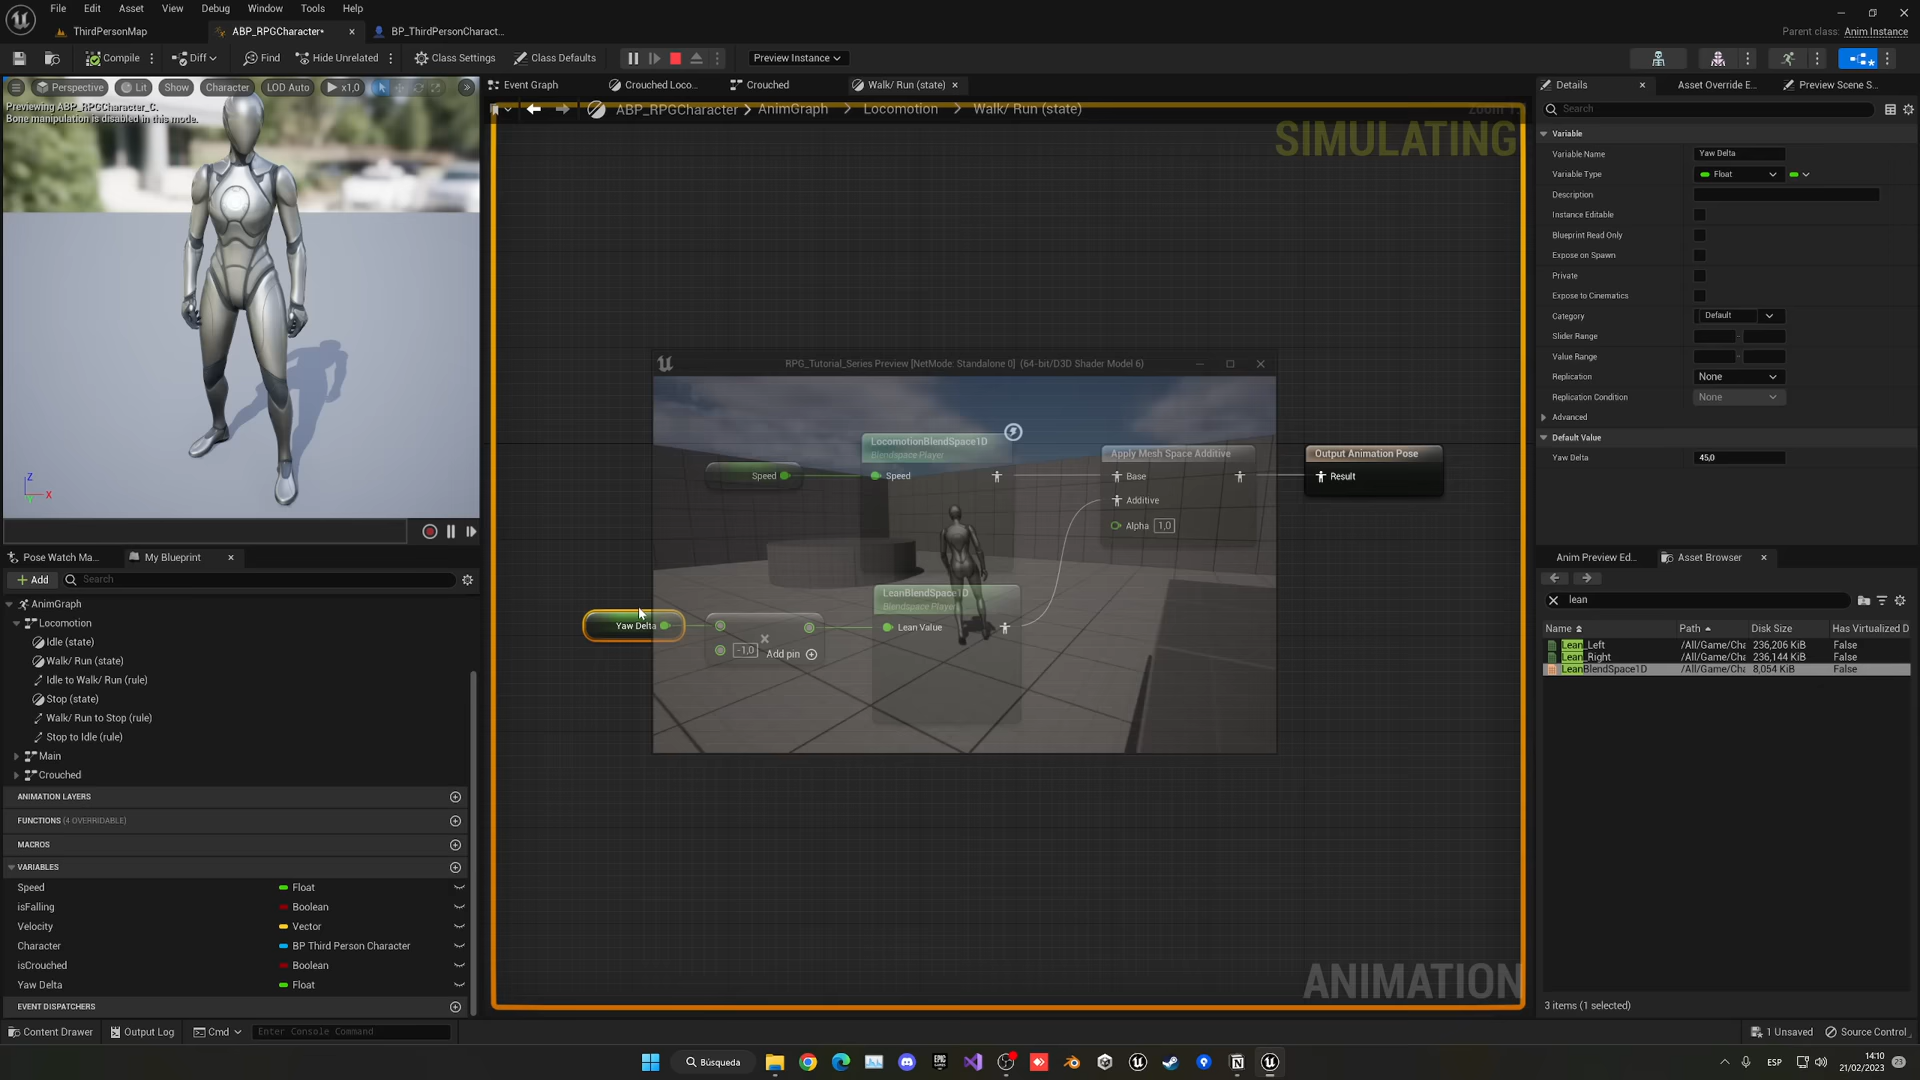 File Edit Asset View Debug Window Tools Help
ThirdPersonMap ABP_RPGCharacter* BP_ThirdPersonCharact...
Parent class: Anim Instance
Compile Diff Find Hide Unrelated Class Settings Class Defaults Preview Instance
Perspective Lit Show Character LOD Auto x1,0
Previewing ABP_RPGCharacter_C.
Bone manipulation is disabled in this mode.
Z
X
Pose Watch Ma... My Blueprint
Add Search
AnimGraph
Locomotion
Idle (state)
Walk/ Run (state)
Idle to Walk/ Run (rule)
Stop (state)
Walk/ Run to Stop (rule)
Stop to Idle (rule)
Main
Crouched
ANIMATION LAYERS
FUNCTIONS (4 OVERRIDABLE)
MACROS
VARIABLES
Speed Float
isFalling Boolean
Velocity Vector
Character BP Third Person Character
isCrouched Boolean
Yaw Delta Float
EVENT DISPATCHERS
Event Graph Crouched Loco... Crouched Walk/ Run (state)
ABP_RPGCharacter > AnimGraph > Locomotion > Walk/ Run (state)
SIMULATING
RPG_Tutorial_Series Preview [NetMode: Standalone 0] (64-bit/D3D Shader Model 6)
Speed
LocomotionBlendSpace1D
Blendspace Player
Speed
Apply Mesh Space Additive
Base
Additive
Alpha 1,0
Output Animation Pose
Result
Yaw Delta
-1,0 Add pin
LeanBlendSpace1D
Blendspace Player
Lean Value
ANIMATION
Details Asset Override E... Preview Scene S...
Search
Variable
Variable Name Yaw Delta
Variable Type Float
Description
Instance Editable
Blueprint Read Only
Expose on Spawn
Private
Expose to Cinematics
Category Default
Slider Range
Value Range
Replication None
Replication Condition None
Advanced
Default Value
Yaw Delta 45,0
Anim Preview Ed... Asset Browser
lean
Name Path Disk Size Has Virtualized D
Lean_Left /All/Game/Cha 236,206 KiB False
Lean_Right /All/Game/Cha 236,144 KiB False
LeanBlendSpace1D /All/Game/Cha 8,054 KiB False
3 items (1 selected)
Content Drawer Output Log Cmd Enter Console Command
1 Unsaved Source Control
Búsqueda
ESP
14:10
21/02/2023
23